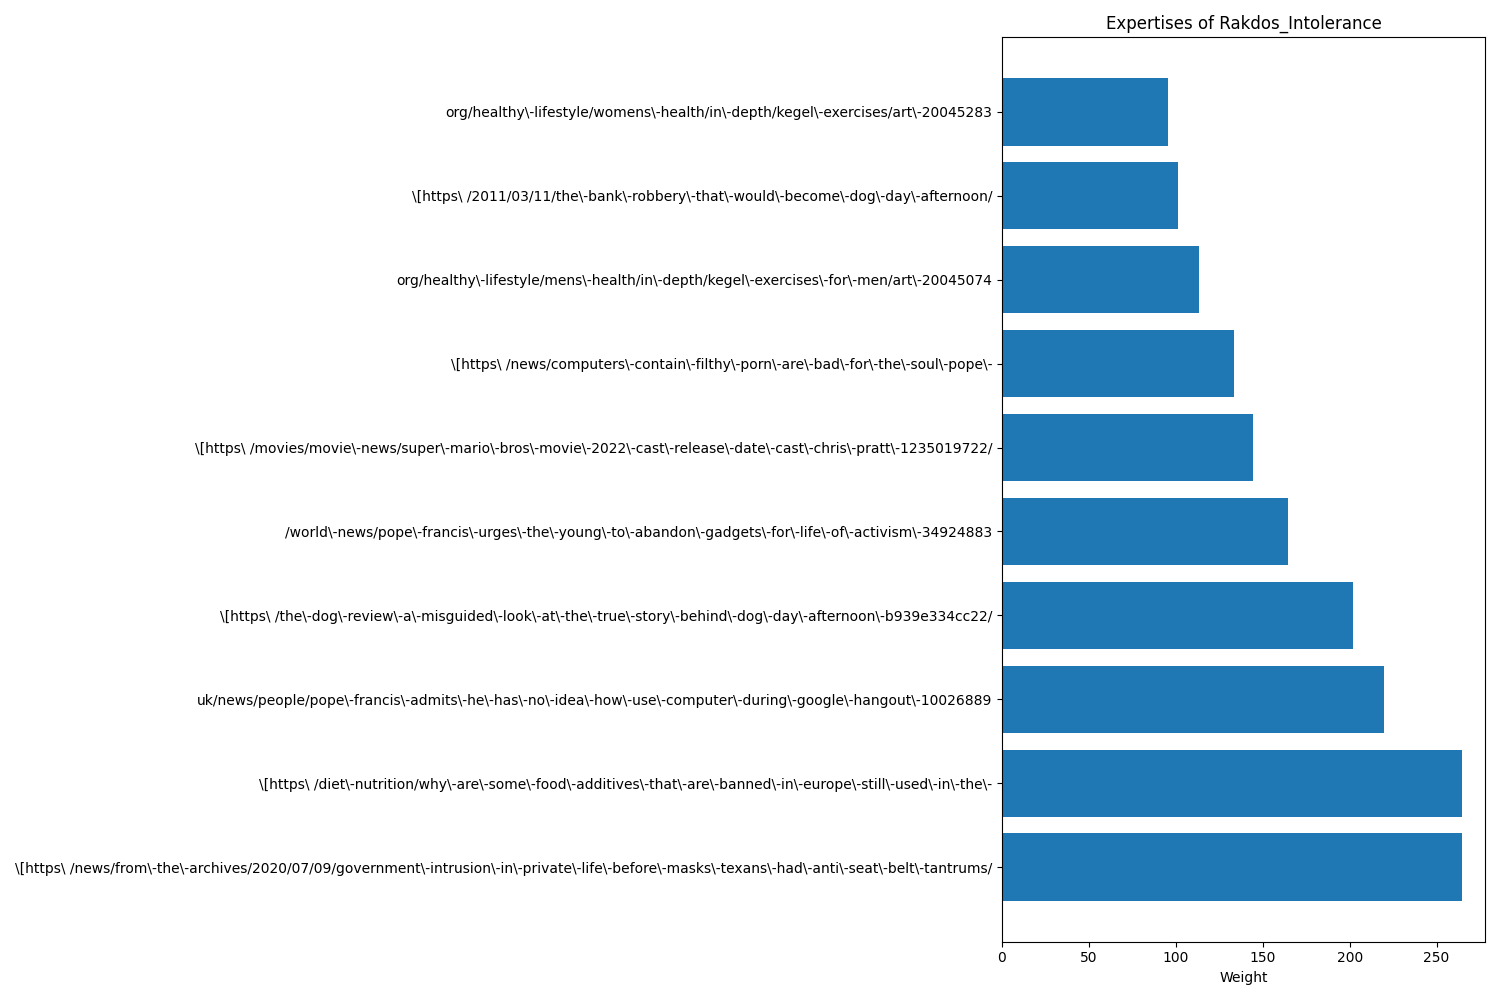 Expertises of Rakdos_Intolerance
org/healthy\-lifestyle/womens\-health/in\-depth/kegel\-exercises/art\-20045283
\[https\ /2011/03/11/the\-bank\-robbery\-that\-would\-become\-dog\-day\-afternoon/
org/healthy\-lifestyle/mens\-health/in\-depth/kegel\-exercises\-for\-men/art\-20045074
\[https\ /news/computers\-contain\-filthy\-porn\-are\-bad\-for\-the\-soul\-pope\-
\[https\ /movies/movie\-news/super\-mario\-bros\-movie\-2022\-cast\-release\-date\-cast\-chris\-pratt\-1235019722/
/world\-news/pope\-francis\-urges\-the\-young\-to\-abandon\-gadgets\-for\-life\-of\-activism\-34924883
\[https\ /the\-dog\-review\-a\-misguided\-look\-at\-the\-true\-story\-behind\-dog\-day\-afternoon\-b939e334cc22/
uk/news/people/pope\-francis\-admits\-he\-has\-no\-idea\-how\-use\-computer\-during\-google\-hangout\-10026889
\[https\ /diet\-nutrition/why\-are\-some\-food\-additives\-that\-are\-banned\-in\-europe\-still\-used\-in\-the\-
\[https\ /news/from\-the\-archives/2020/07/09/government\-intrusion\-in\-private\-life\-before\-masks\-texans\-had\-anti\-seat\-belt\-tantrums/
0 50 100 150 200 250
Weight